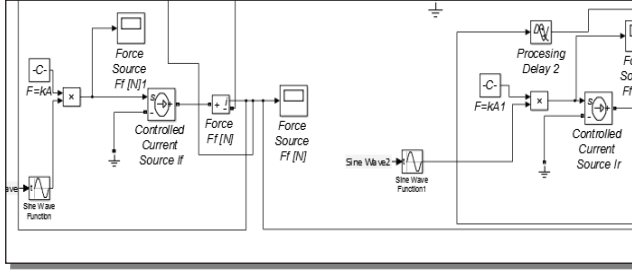 Force
Source
Ff [N]1
-C-
F=kA
×
s
-
Controlled
Current
Source If
+
i
-
Force
Ff [N]
Force
Source
Ff [N]
Sine Wave
Function
Procesing
Delay 2
-C-
F=kA1
×
s
-
Controlled
Current
Source Ir
Sine Wave2
Sine Wave
Function1